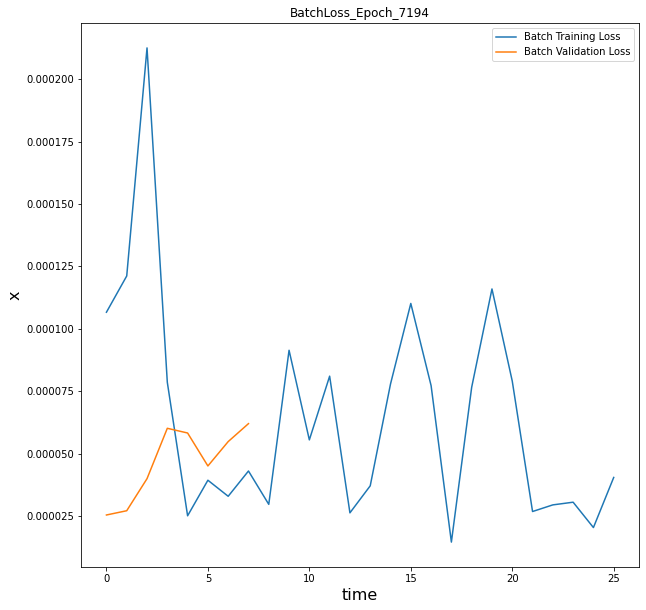 BatchLoss_Epoch_7194
Batch Training Loss
Batch Validation Loss
0.000200
0.000175
0.000150
0.000125
0.000100
0.000075
0.000050
0.000025
x
0 5 10 15 20 25
time